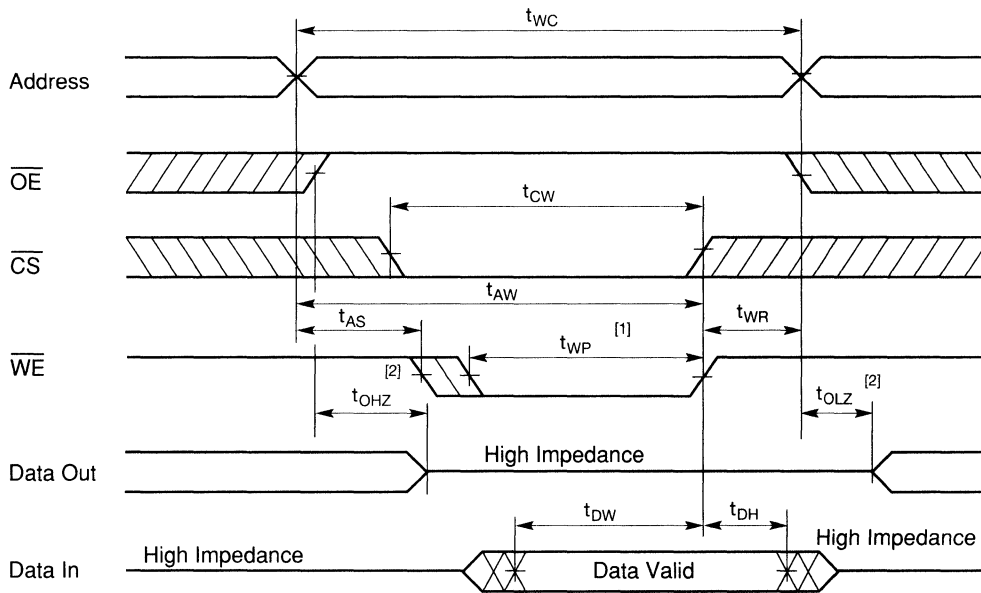 tWC
Address
OE
tCW
CS
tAW
tAS
tWR
tWP [1]
WE
[2]
tOHZ
tOLZ [2]
High Impedance
Data Out
tDW
tDH
High Impedance
High Impedance
Data In
Data Valid